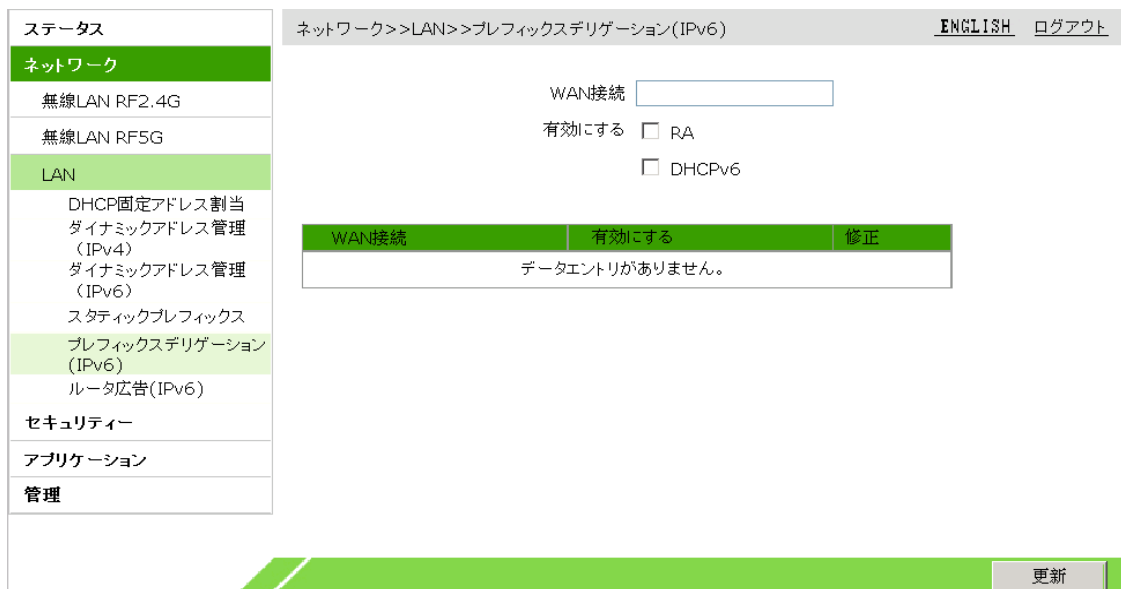 ステータス
ネットワーク>>LAN>>プレフィックスデリゲーション(IPv6)
ENGLISH ログアウト
ネットワーク
無線LAN RF2.4G
無線LAN RF5G
LAN
DHCP固定アドレス割当
ダイナミックアドレス管理
（IPv4）
ダイナミックアドレス管理
（IPv6）
スタティックプレフィックス
プレフィックスデリゲーション
(IPv6)
ルータ広告(IPv6)
セキュリティー
アプリケーション
管理
WAN接続
有効にする RA
DHCPv6
WAN接続 有効にする 修正
データエントリがありません。
更新